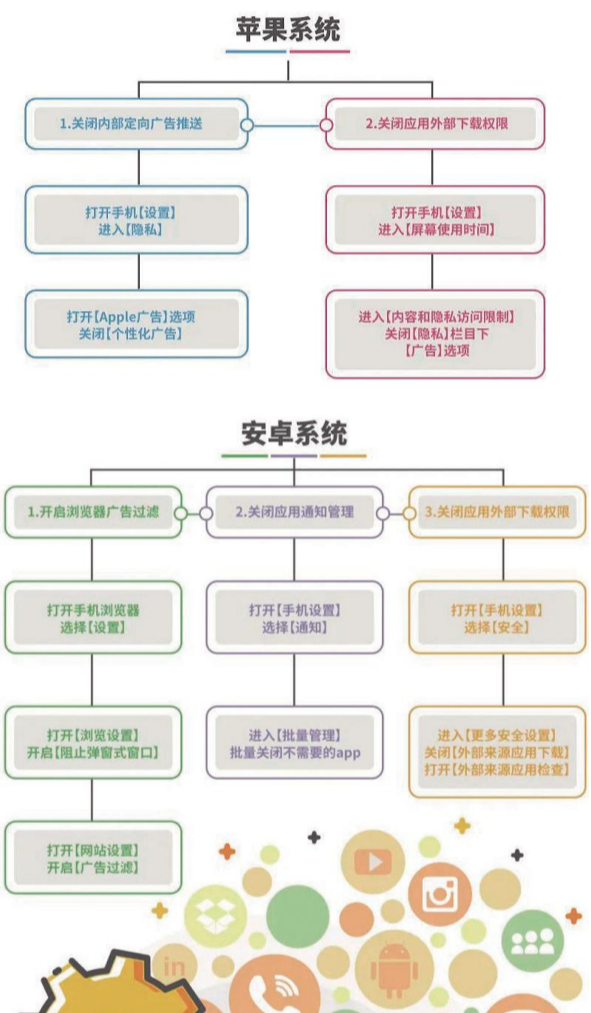 苹果系统
1.关闭内部定向广告推送
2.关闭应用外部下载权限
打开手机【设置】
进入【隐私】
打开手机【设置】
进入【屏幕使用时间】
打开【Apple广告】选项
关闭【个性化广告】
进入【内容和隐私访问限制】
关闭【隐私】栏目下
【广告】选项
安卓系统
1.开启浏览器广告过滤
2.关闭应用通知管理
3.关闭应用外部下载权限
打开手机浏览器
选择【设置】
打开【手机设置】
选择【通知】
打开【手机设置】
选择【安全】
打开【浏览设置】
开启【阻止弹窗式窗口】
进入【批量管理】
批量关闭不需要的app
进入【更多安全设置】
关闭【外部来源应用下载】
打开【外部来源应用检查】
打开【网站设置】
开启【广告过滤】
in